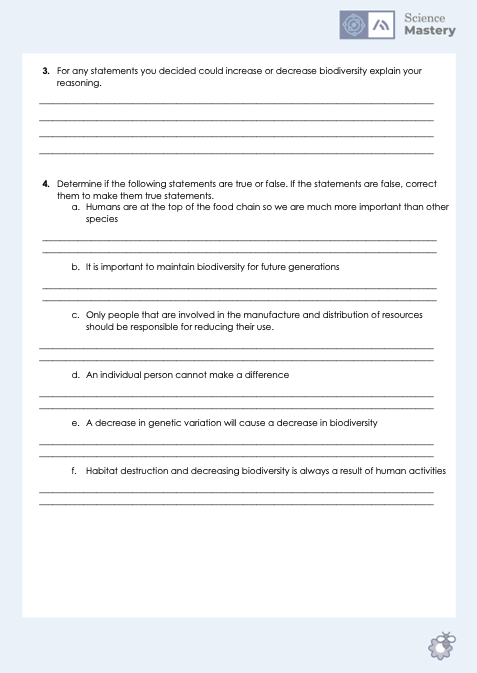 Science
Mastery
3. For any statements you decided could increase or decrease biodiversity explain your
reasoning.
4. Determine if the following statements are true or false. If the statements are false, correct
them to make them true statements.
a. Humans are at the top of the food chain so we are much more important than other
species
b. It is important to maintain biodiversity for future generations
c. Only people that are involved in the manufacture and distribution of resources
should be responsible for reducing their use.
d. An individual person cannot make a difference
e. A decrease in genetic variation will cause a decrease in biodiversity
f. Habitat destruction and decreasing biodiversity is always a result of human activities